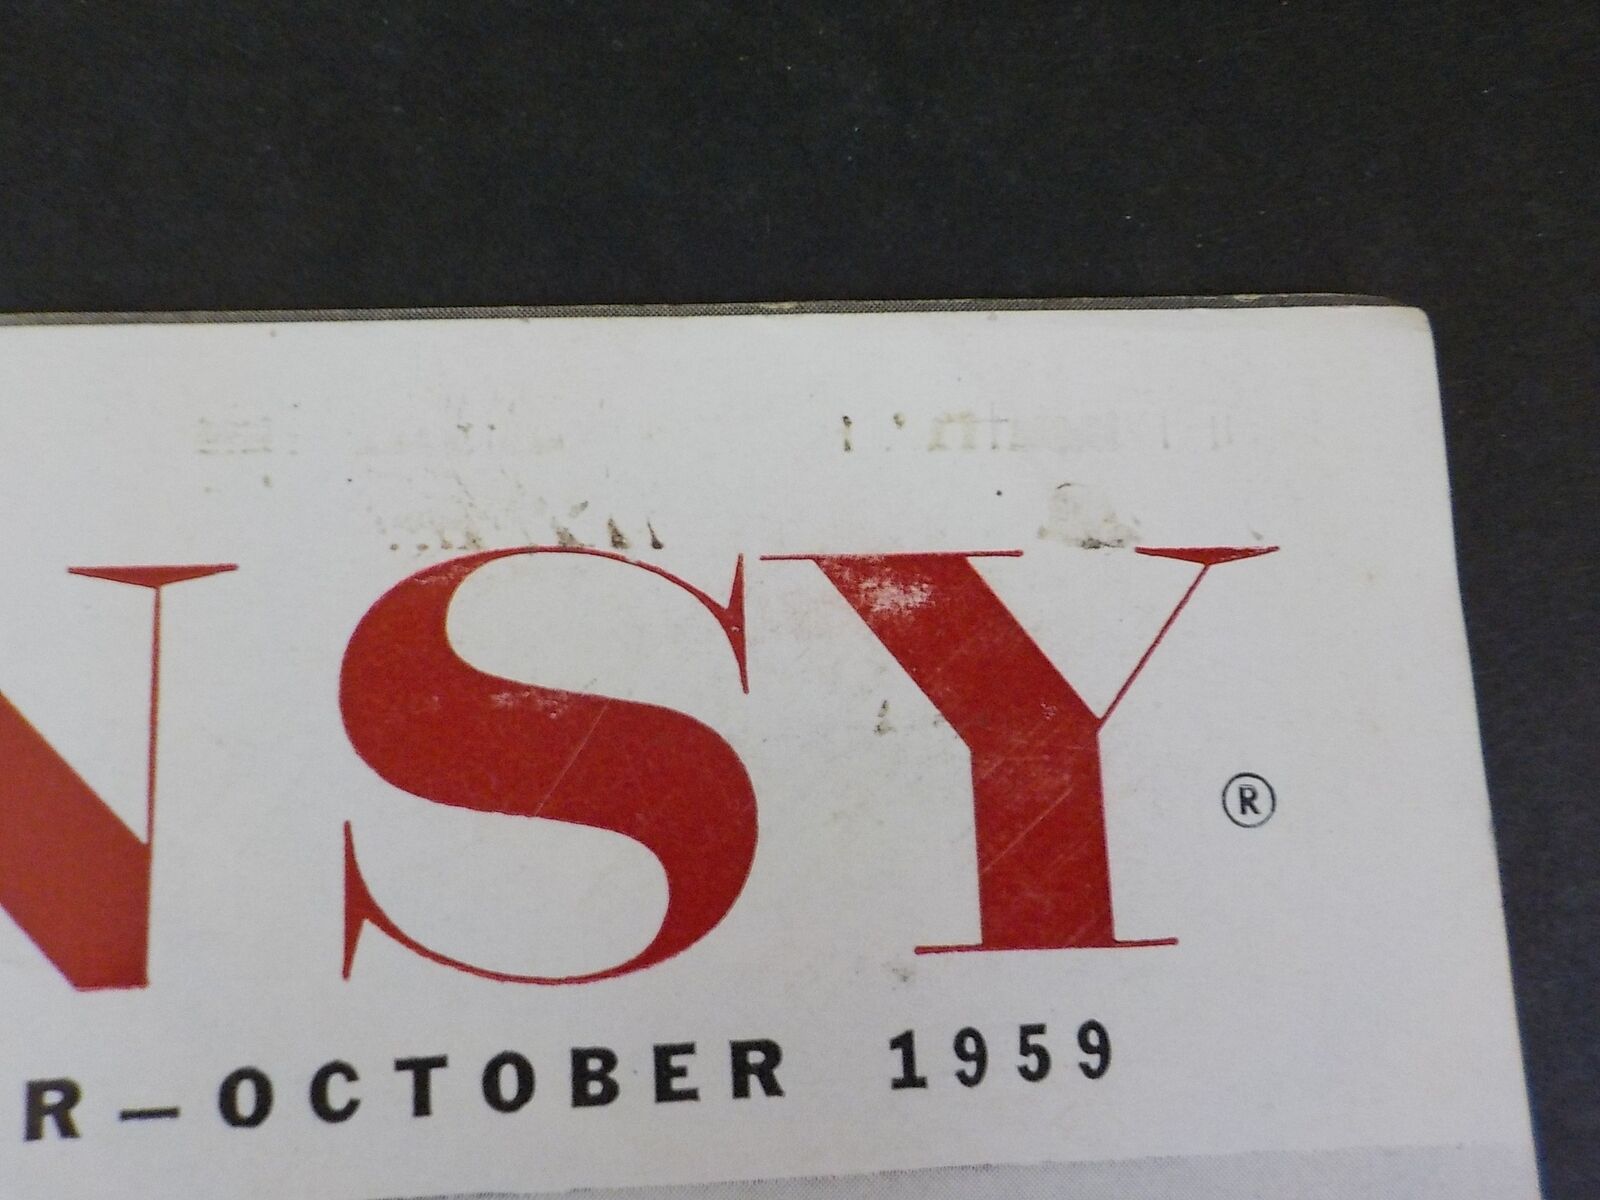 NSY ®
R—OCTOBER 1959